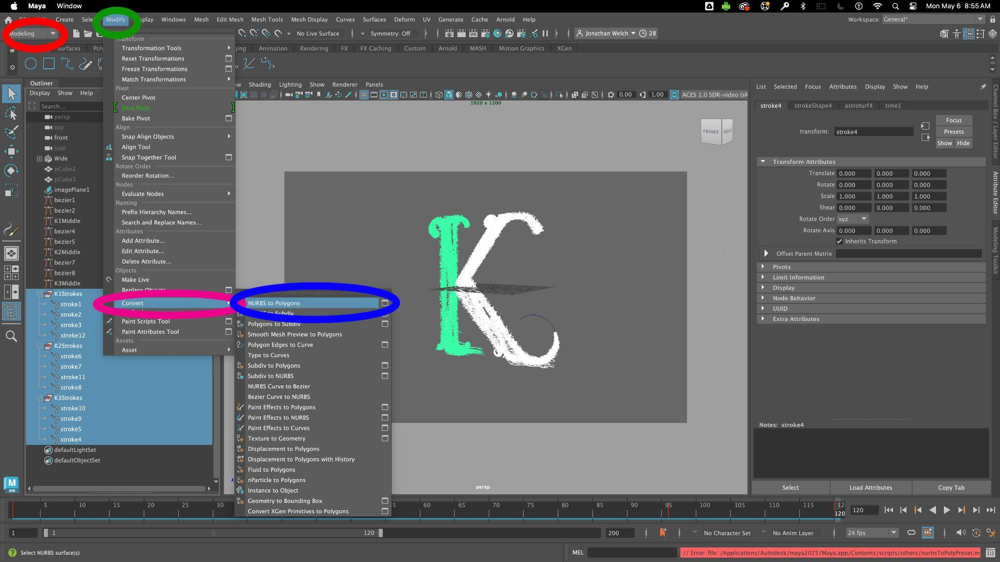 Maya Window
Mon May 6 8:55 AM
Create
Modify
Windows Mesh Edit Mesh Mesh Tools Mesh Display Curves Surfaces Deform UV Generate Cache Arnold Help
Workspace: General*
Modeling
No Live Surface
Symmetry: Off
Jonathan Welch
28
Surfaces
Animation Rendering FX FX Caching Custom Arnold MASH Motion Graphics XGen
Outliner
Display Show Help
Search...
persp
top
front
side
Wide
pCube2
pCube3
imagePlane1
bezier1
bezier2
K1Middle
bezier4
bezier5
K2Middle
bezier7
bezier8
K3Middle
K1Strokes
stroke1
stroke2
stroke3
stroke12
K2Strokes
stroke6
stroke7
stroke11
stroke8
K3Strokes
stroke10
stroke9
stroke5
stroke4
defaultLightSet
defaultObjectSet
Transform
Transformation Tools
Reset Transformations
Freeze Transformations
Match Transformations
Pivot
Center Pivot
Zero Pivot
Bake Pivot
Align
Snap Align Objects
Align Tool
Snap Together Tool
Rotate Order
Reorder Rotation...
Nodes
Evaluate Nodes
Naming
Prefix Hierarchy Names...
Search and Replace Names...
Attributes
Add Attribute...
Edit Attribute...
Delete Attribute...
Objects
Make Live
Replace Objects
Convert
Paint Scripts Tool
Paint Attributes Tool
Assets
Asset
NURBS to Polygons
NURBS to Subdiv
Polygons to Subdiv
Smooth Mesh Preview to Polygons
Polygon Edges to Curve
Type to Curves
Subdiv to Polygons
Subdiv to NURBS
NURBS Curve to Bezier
Bezier Curve to NURBS
Paint Effects to Polygons
Paint Effects to NURBS
Paint Effects to Curves
Texture to Geometry
Displacement to Polygons
Displacement to Polygons with History
Fluid to Polygons
nParticle to Polygons
Instance to Object
Geometry to Bounding Box
Convert XGen Primitives to Polygons
Shading Lighting Show Renderer Panels
0.00 1.00 ACES 1.0 SDR-video (sR
1920 x 1200
FRONT RIGHT
K
persp
List Selected Focus Attributes Display Show Help
stroke4 strokeShape4 astroturf4 time1
transform: stroke4
Focus
Presets
Show Hide
Transform Attributes
Translate 0.000 0.000 0.000
Rotate 0.000 0.000 0.000
Scale 1.000 1.000 1.000
Shear 0.000 0.000 0.000
Rotate Order xyz
Rotate Axis 0.000 0.000 0.000
Inherits Transform
Offset Parent Matrix
Pivots
Limit Information
Display
Node Behavior
UUID
Extra Attributes
Notes: stroke4
Select Load Attributes Copy Tab
Channel Box / Layer Editor
Attribute Editor
Modeling Toolkit
M
AYA
5 10 15 20 25 30 55 60 65 70 75 80 85 90 95 100 105 110 115 120
120
120
1 1 120 200
No Character Set
No Anim Layer
24 fps
Select NURBS surface(s)
MEL
// Error: file: /Applications/Autodesk/maya2025/Maya.app/Contents/scripts/others/nurbsToPolyPreset.m